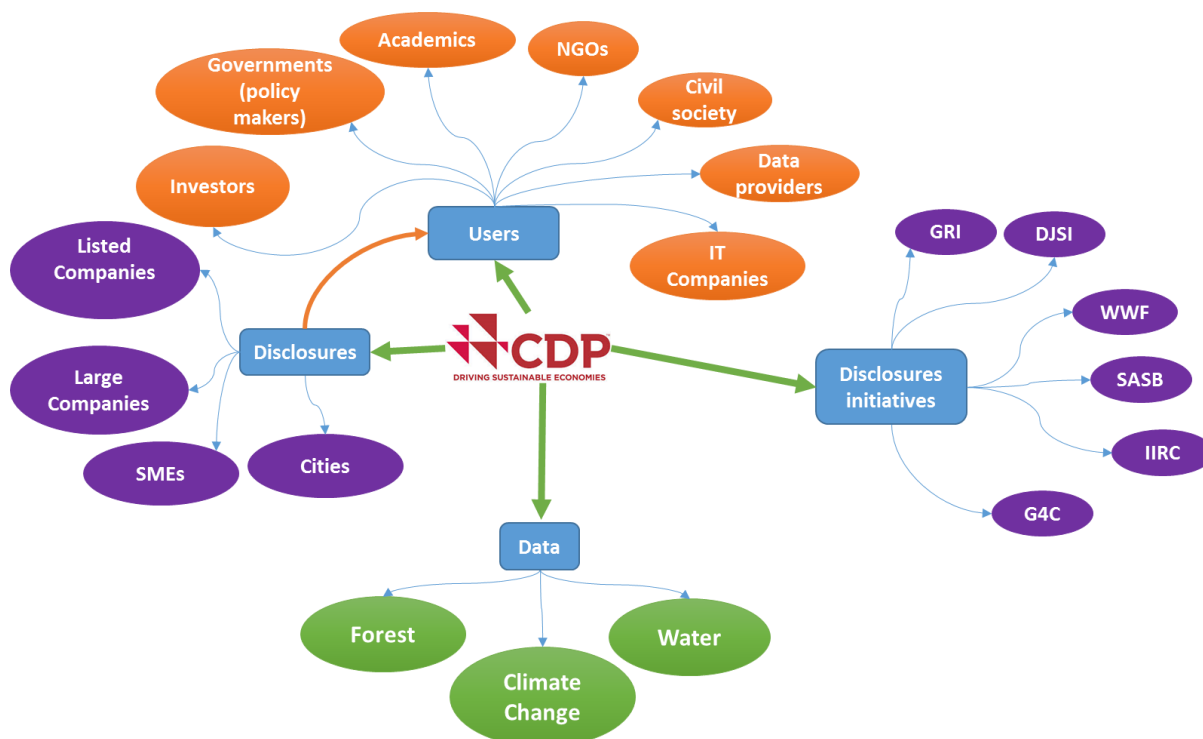 Academics
NGOs
Governments
(policy
makers)
Civil
society
Investors
Data
providers
Users
IT
Companies
GRI
DJSI
Listed
Companies
WWF
Disclosures
CDP™
DRIVING SUSTAINABLE ECONOMIES
Disclosures
initiatives
SASB
Large
Companies
SMEs
Cities
IIRC
G4C
Data
Forest
Water
Climate
Change